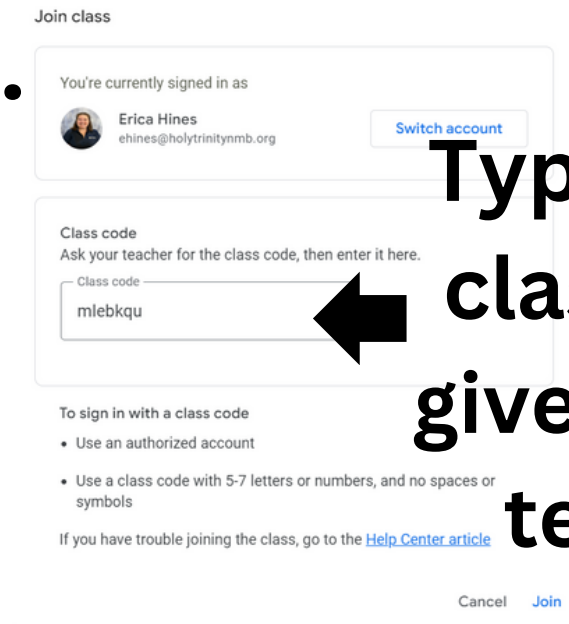 Join class
You're currently signed in as
Erica Hines
ehines@holytrinitynmb.org
Switch account
Class code
Ask your teacher for the class code, then enter it here.
Class code
mlebkqu
To sign in with a class code
• Use an authorized account
• Use a class code with 5-7 letters or numbers, and no spaces or
symbols
If you have trouble joining the class, go to the Help Center article
Cancel Join